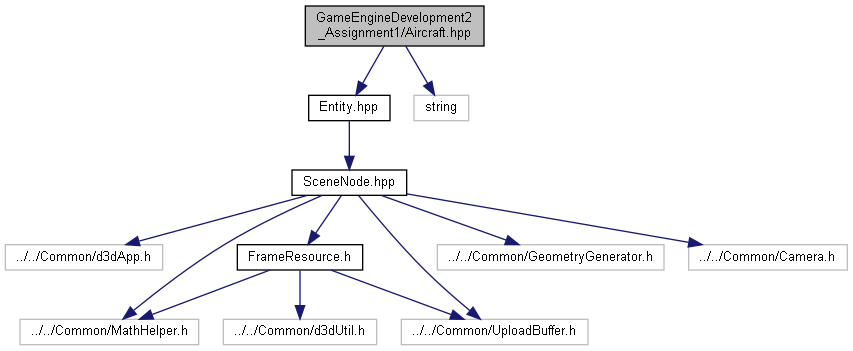 GameEngineDevelopment2
_Assignment1/Aircraft.hpp
Entity.hpp
string
SceneNode.hpp
../../Common/d3dApp.h
FrameResource.h
../../Common/GeometryGenerator.h
../../Common/Camera.h
../../Common/MathHelper.h
../../Common/d3dUtil.h
../../Common/UploadBuffer.h